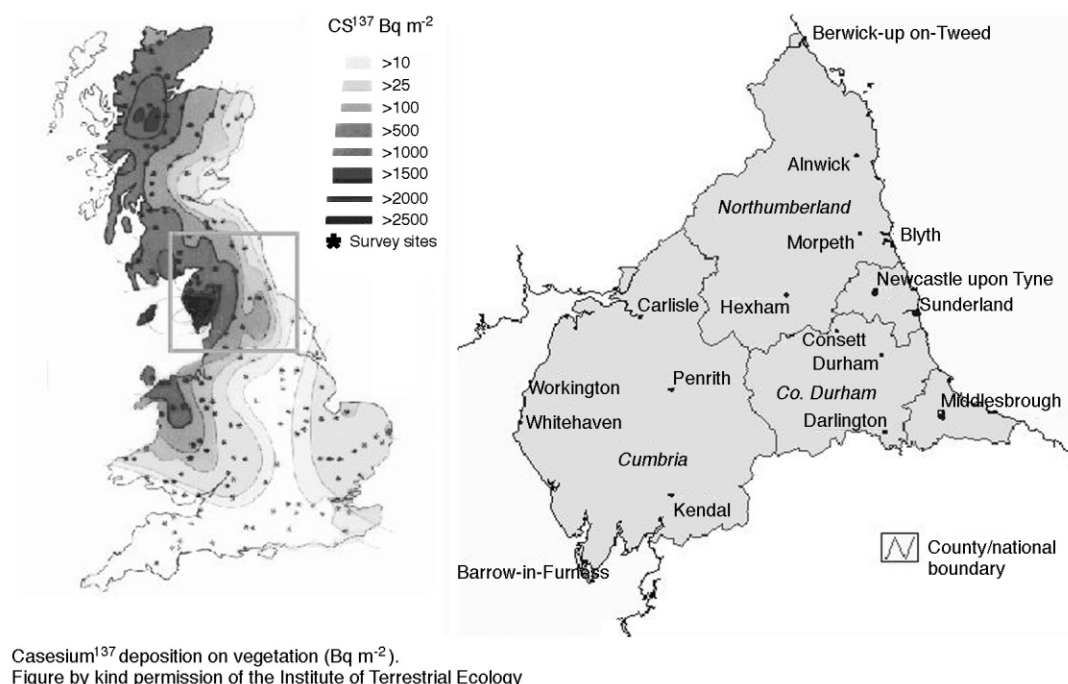 CS¹³⁷ Bq m⁻²
>10
>25
>100
>500
>1000
>1500
>2000
>2500
Survey sites
Berwick-up on-Tweed
Alnwick
Northumberland
Morpeth
Blyth
Newcastle upon Tyne
Sunderland
Carlisle
Hexham
Consett
Durham
Penrith
Workington
Co. Durham
Middlesbrough
Whitehaven
Darlington
Cumbria
Kendal
County/national
boundary
Barrow-in-Furness
Casesium¹³⁷ deposition on vegetation (Bq m⁻²).
Figure by kind permission of the Institute of Terrestrial Ecology